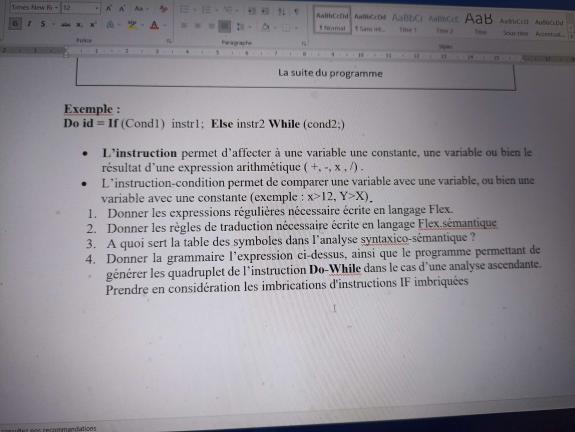 Times New R
12
Aa
G I S abc x, x²
Police
Paragraphe
AaBbCcDd AaBbCcDd AaBbCc AaBbCc AaB AaBbCcD AaBbCcDd
¶ Normal ¶ Sans int... Titre 1 Titre 2 Titre Sous-titre Accentuat...
Styles
La suite du programme
Exemple :
Do id = If (Cond1) instr1; Else instr2 While (cond2;)
• L'instruction permet d'affecter à une variable une constante, une variable ou bien le
résultat d'une expression arithmétique ( +, -, x , /) .
• L'instruction-condition permet de comparer une variable avec une variable, ou bien une
variable avec une constante (exemple : x>12, Y>X).
1. Donner les expressions régulières nécessaire écrite en langage Flex.
2. Donner les règles de traduction nécessaire écrite en langage Flex.sémantique
3. A quoi sert la table des symboles dans l'analyse syntaxico-sémantique ?
4. Donner la grammaire l'expression ci-dessus, ainsi que le programme permettant de
générer les quadruplet de l'instruction Do-While dans le cas d'une analyse ascendante.
Prendre en considération les imbrications d'instructions IF imbriquées
consultez nos recommandations